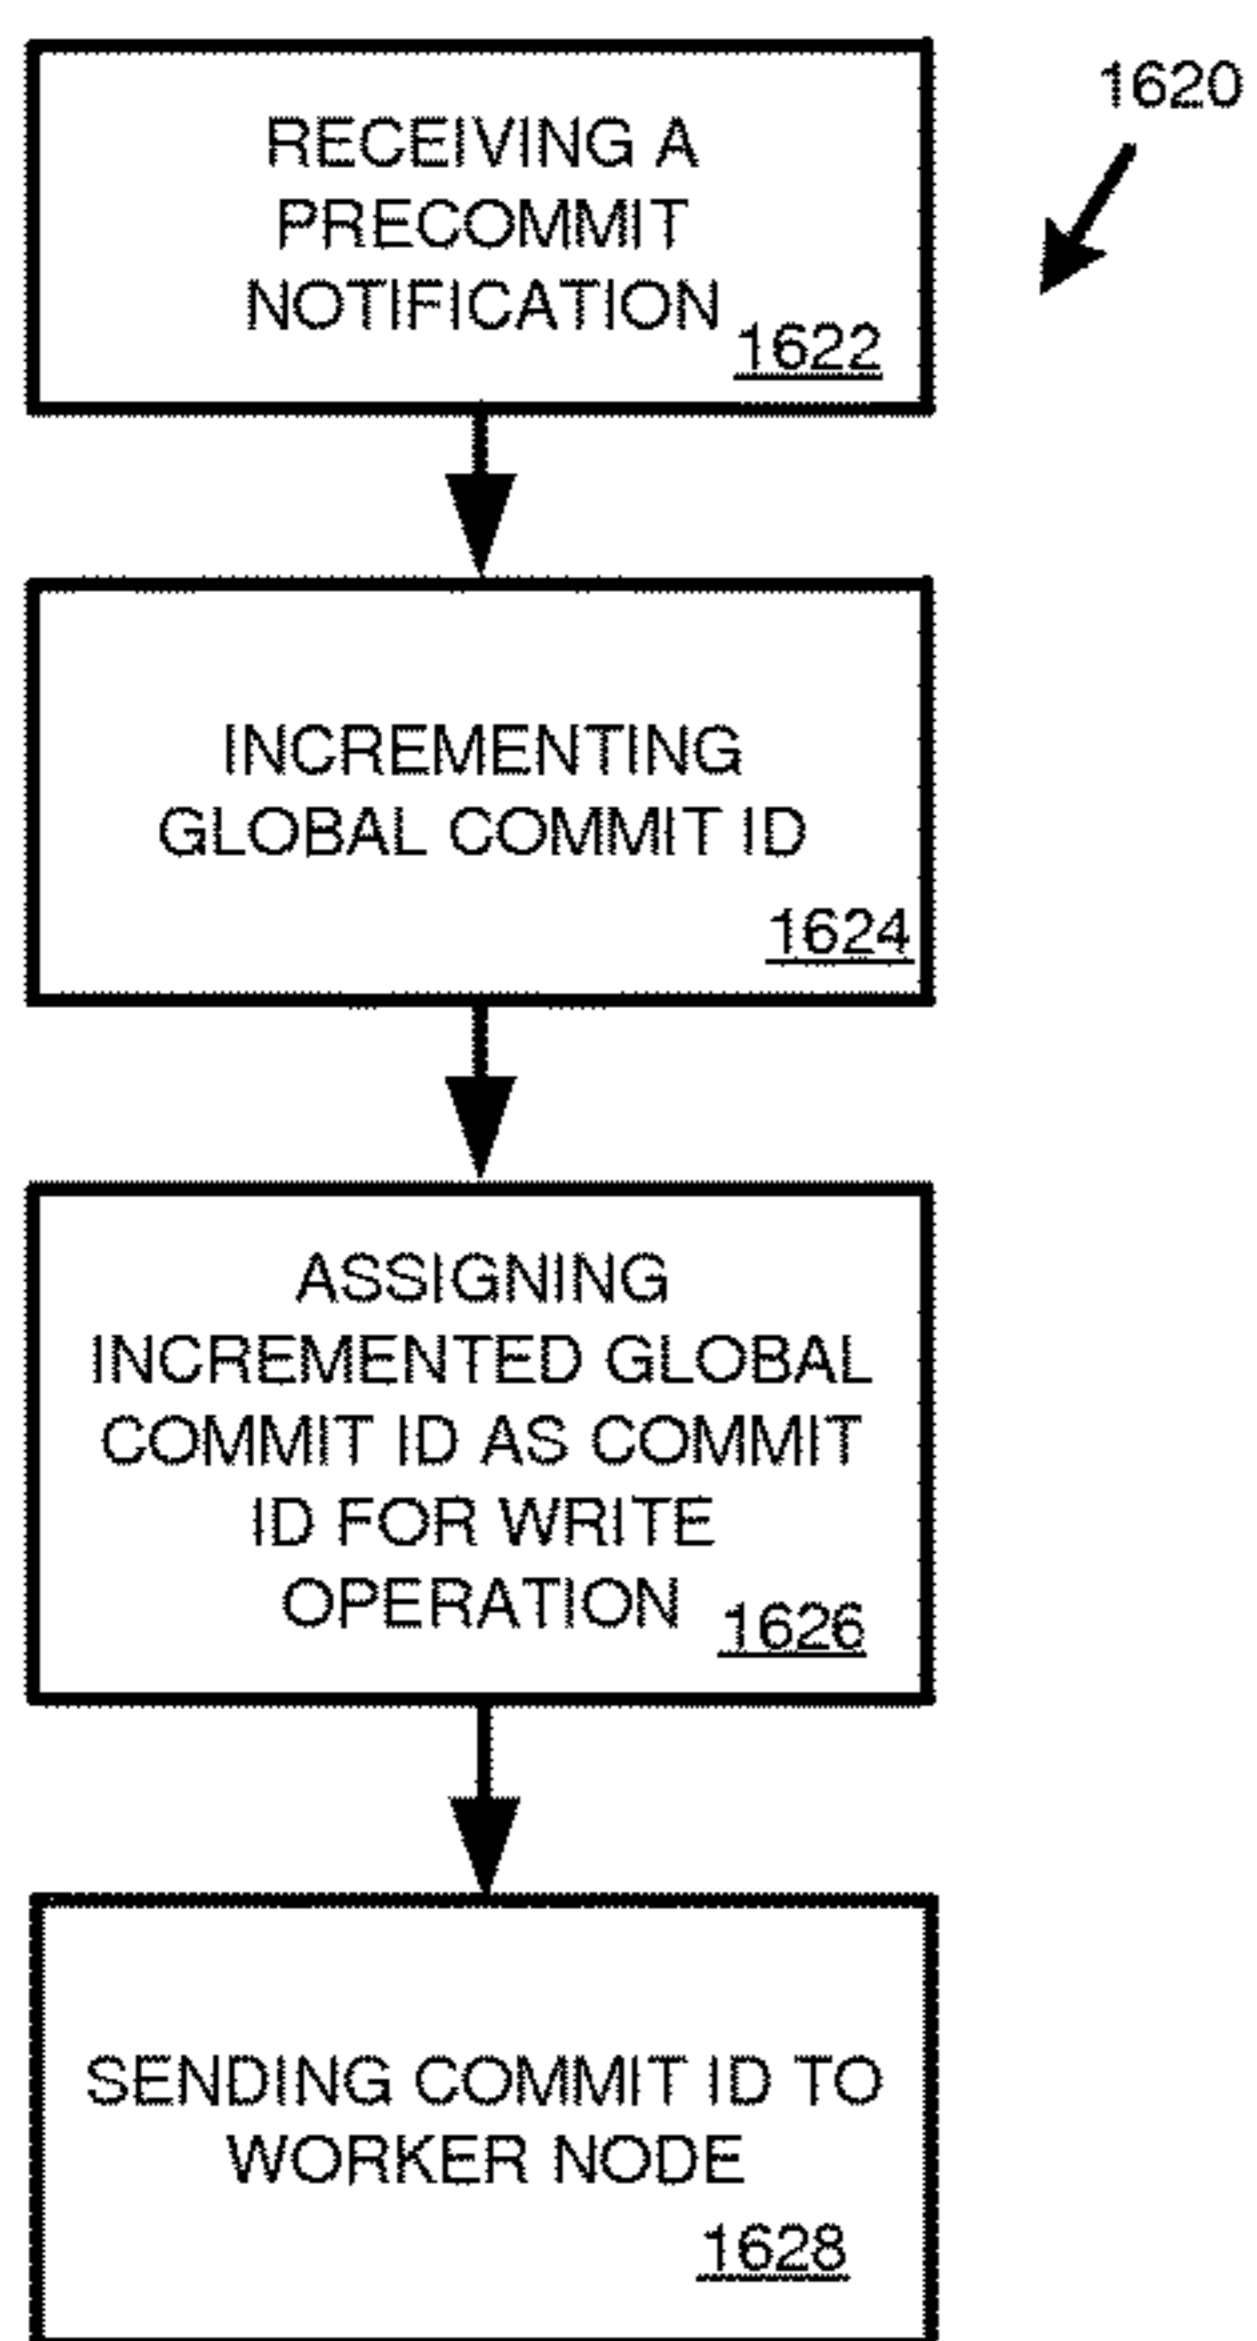 1620
RECEIVING A
PRECOMMIT
NOTIFICATION
1622
INCREMENTING
GLOBAL COMMIT ID
1624
ASSIGNING
INCREMENTED GLOBAL
COMMIT ID AS COMMIT
ID FOR WRITE
OPERATION
1626
SENDING COMMIT ID TO
WORKER NODE
1628